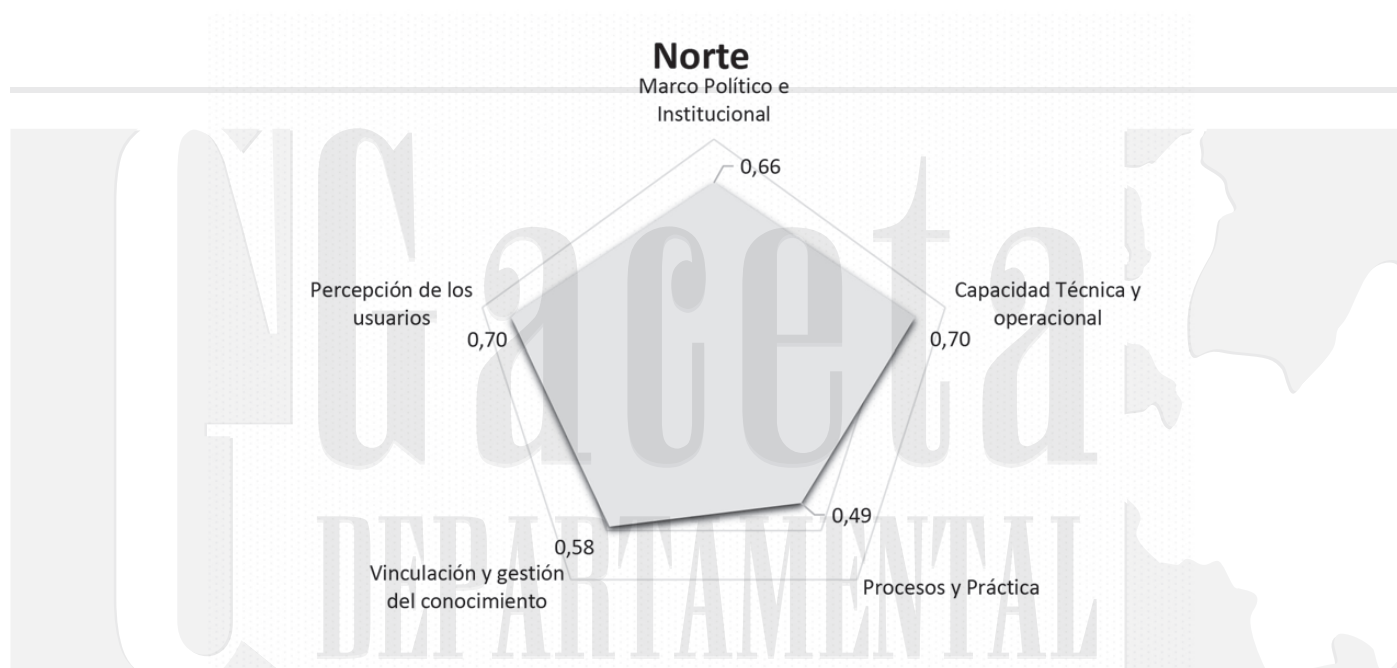 Norte
Marco Político e
Institucional
0,66
Percepción de los
usuarios
0,70
Capacidad Técnica y
operacional
0,70
0,49
0,58
Vinculación y gestión
del conocimiento
Procesos y Práctica
Gaceta
DEPARTAMENTAL